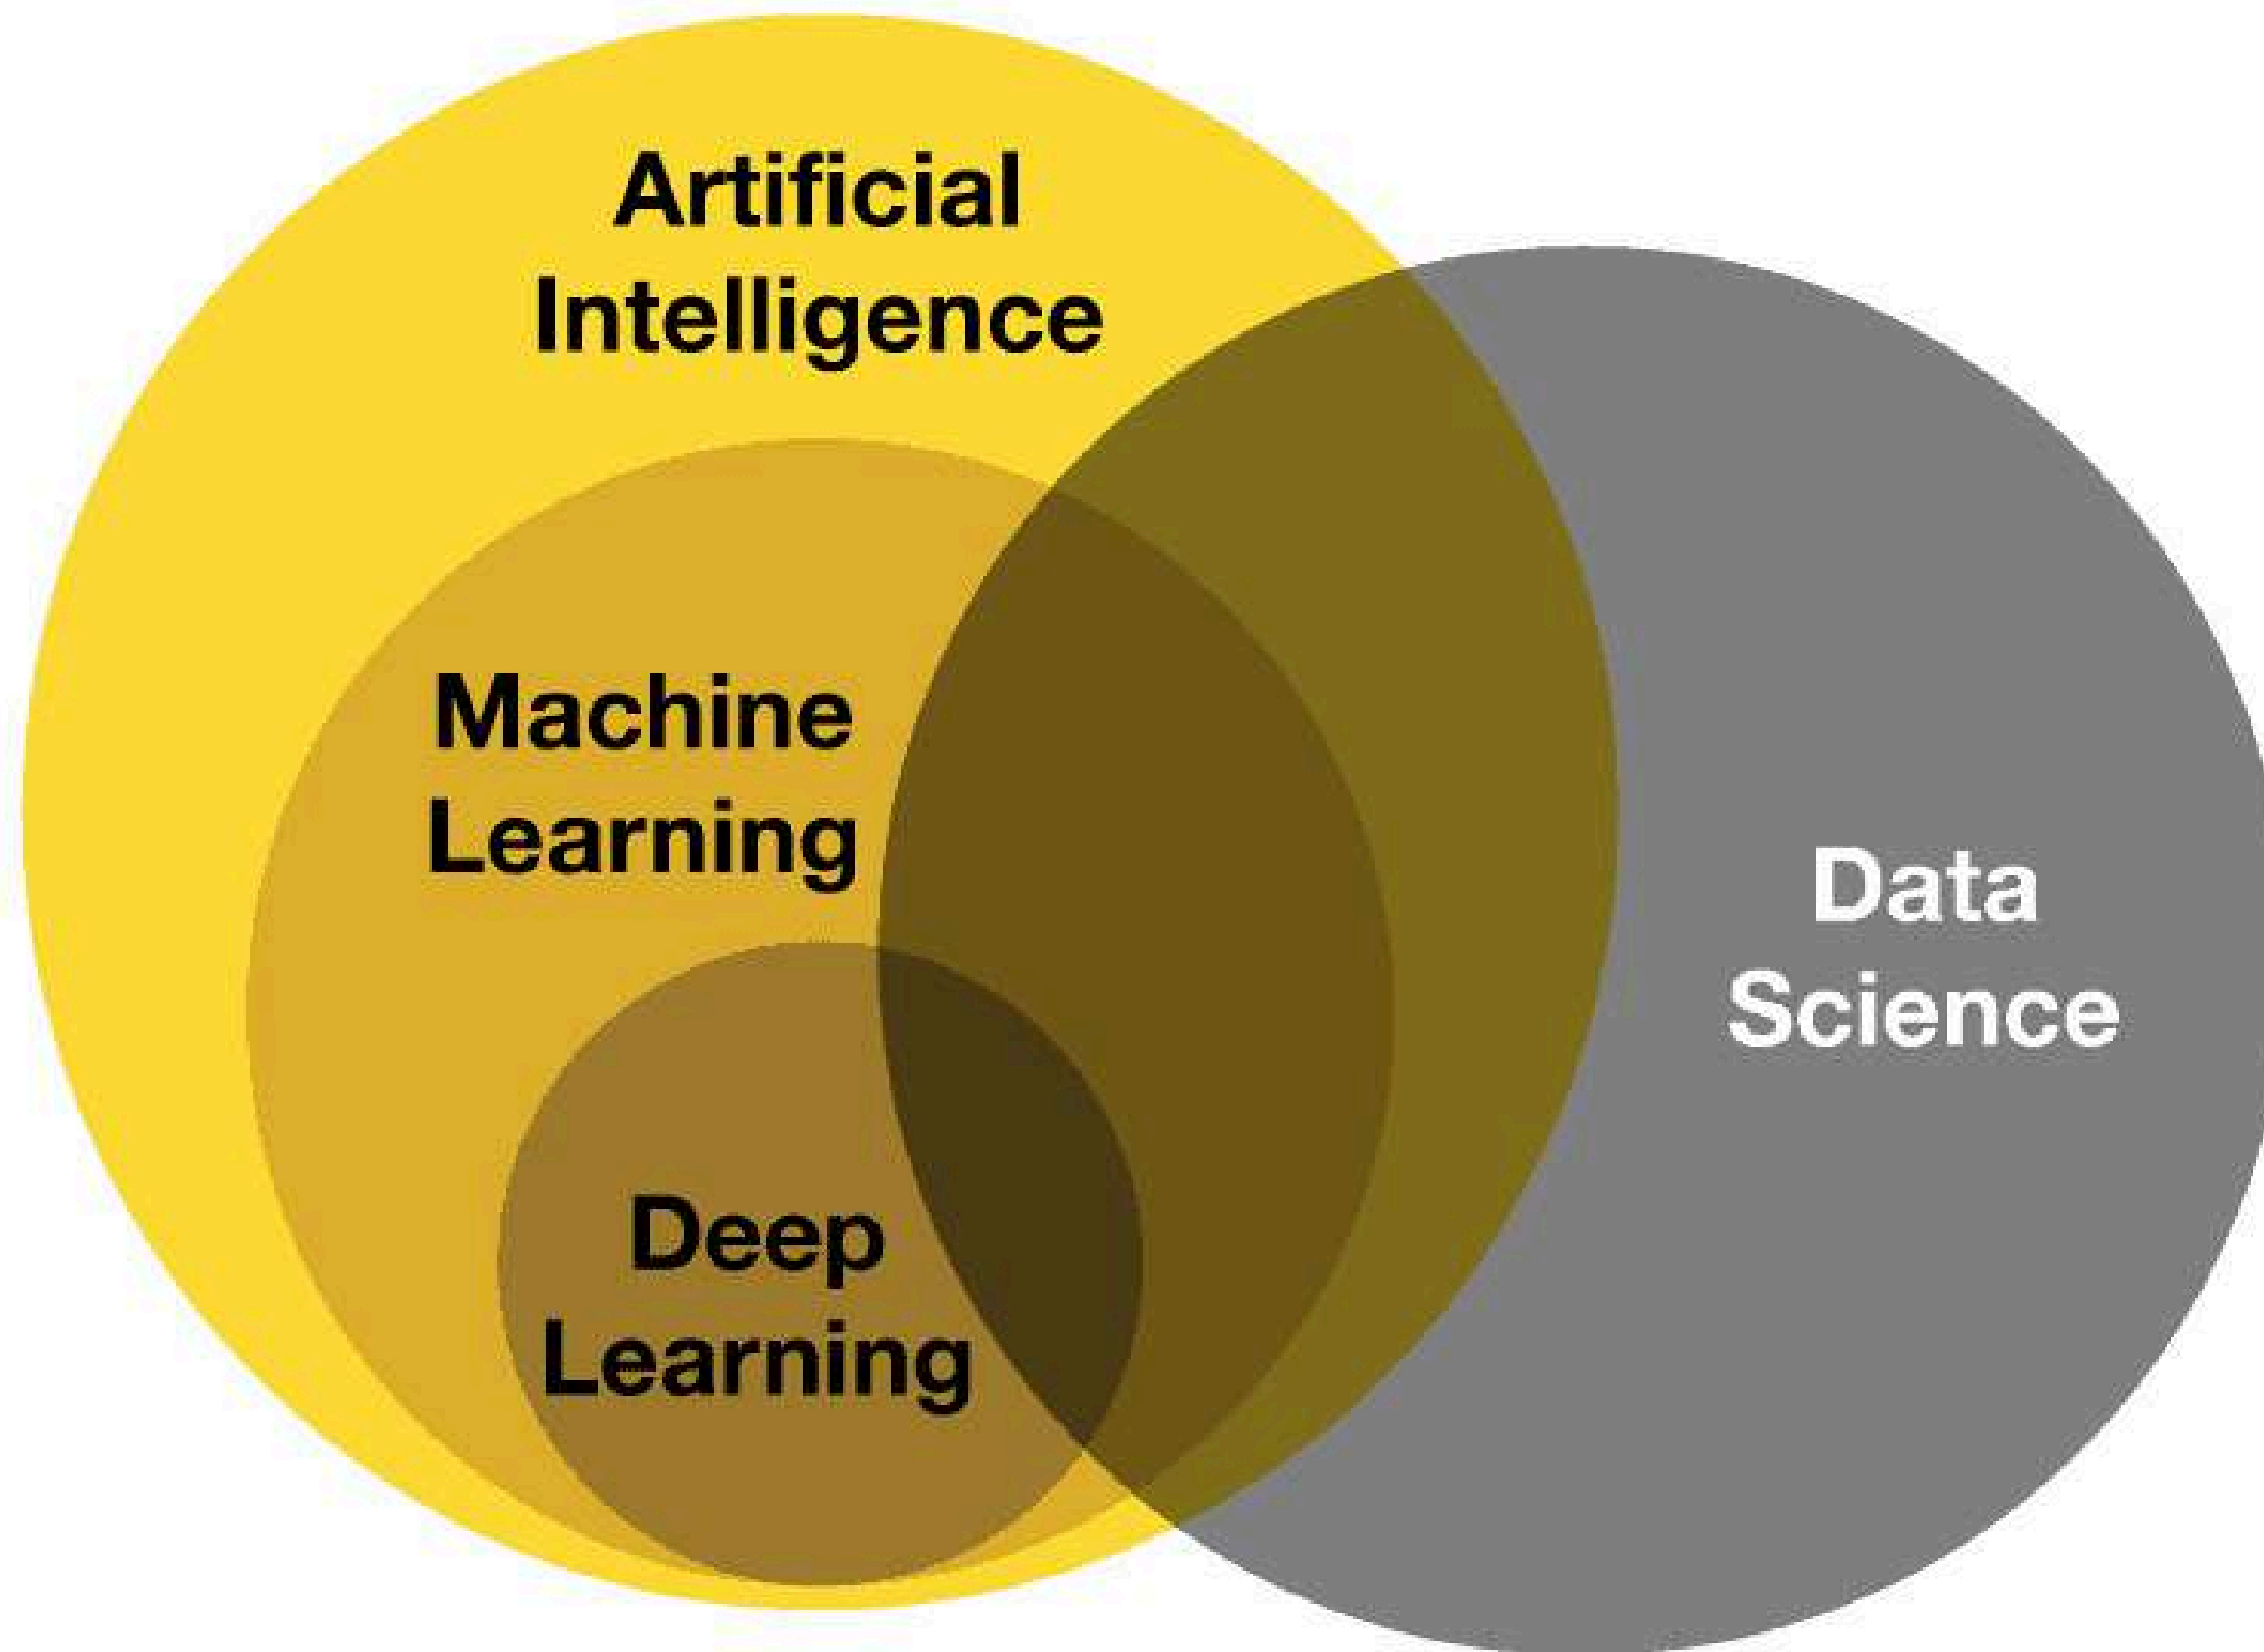 Artificial
Intelligence
Machine
Learning
Deep
Learning
Data
Science